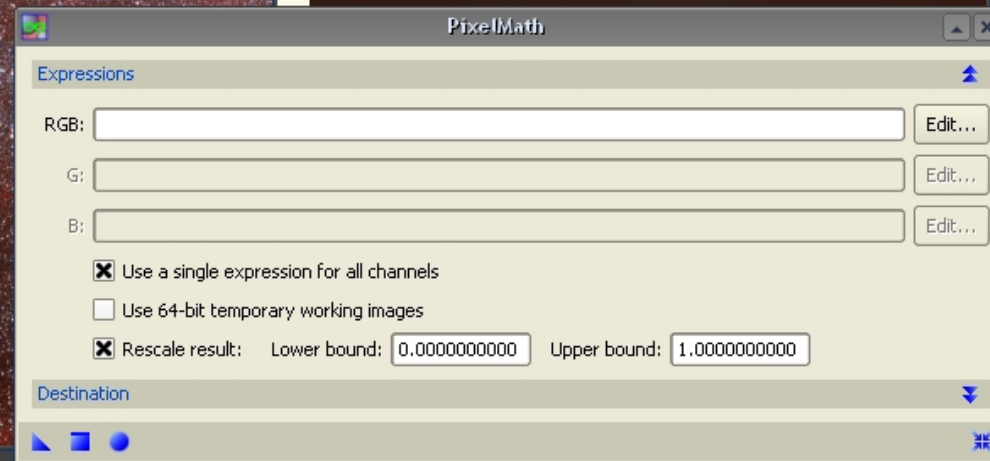 PixelMath
Expressions
RGB: Edit...
G: Edit...
B: Edit...
Use a single expression for all channels
Use 64-bit temporary working images
Rescale result: Lower bound: 0.0000000000 Upper bound: 1.0000000000
Destination